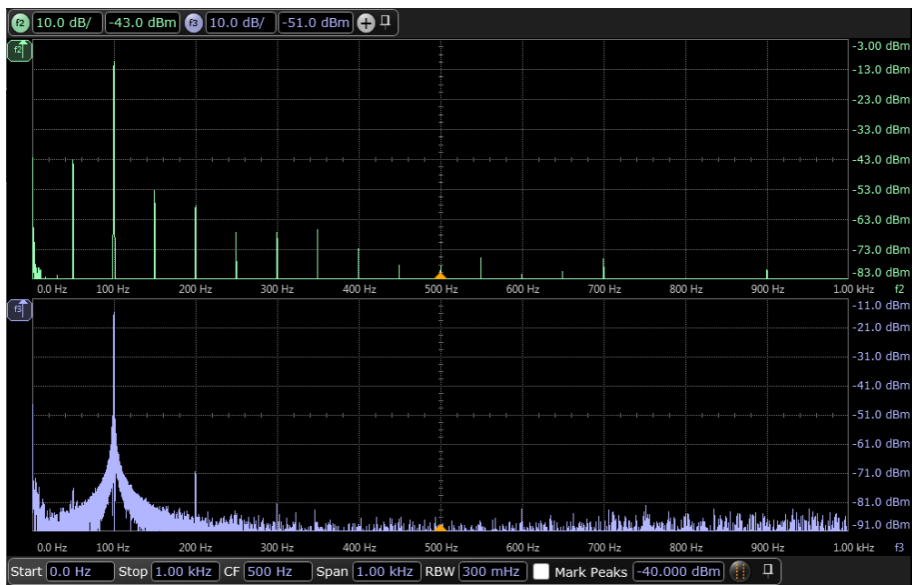 f2 10.0 dB/ -43.0 dBm f3 10.0 dB/ -51.0 dBm +
f2 -3.00 dBm
-13.0 dBm
-23.0 dBm
-33.0 dBm
-43.0 dBm
-53.0 dBm
-63.0 dBm
-73.0 dBm
-83.0 dBm
0.0 Hz 100 Hz 200 Hz 300 Hz 400 Hz 500 Hz 600 Hz 700 Hz 800 Hz 900 Hz 1.00 kHz f2
f3 -11.0 dBm
-21.0 dBm
-31.0 dBm
-41.0 dBm
-51.0 dBm
-61.0 dBm
-71.0 dBm
-81.0 dBm
-91.0 dBm
0.0 Hz 100 Hz 200 Hz 300 Hz 400 Hz 500 Hz 600 Hz 700 Hz 800 Hz 900 Hz 1.00 kHz f3
Start 0.0 Hz Stop 1.00 kHz CF 500 Hz Span 1.00 kHz RBW 300 mHz Mark Peaks -40.000 dBm